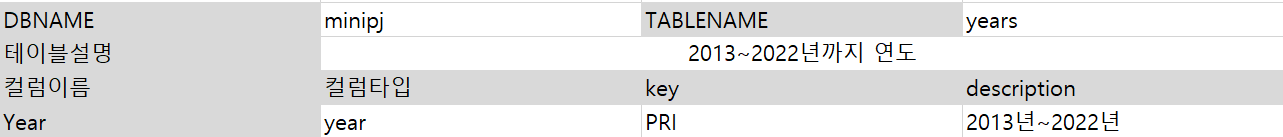 DBNAME minipj TABLENAME years
테이블설명 2013~2022년까지 연도
컬럼이름 컬럼타입 key description
Year year PRI 2013년~2022년